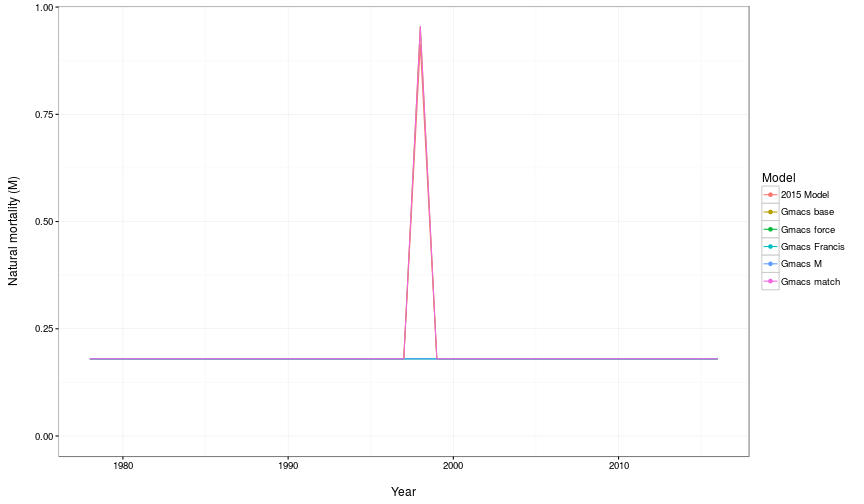 1.00
0.75
0.50
0.25
0.00
Natural mortality (M)
1980
1990
2000
2010
Year
Model
2015 Model
Gmacs base
Gmacs force
Gmacs Francis
Gmacs M
Gmacs match